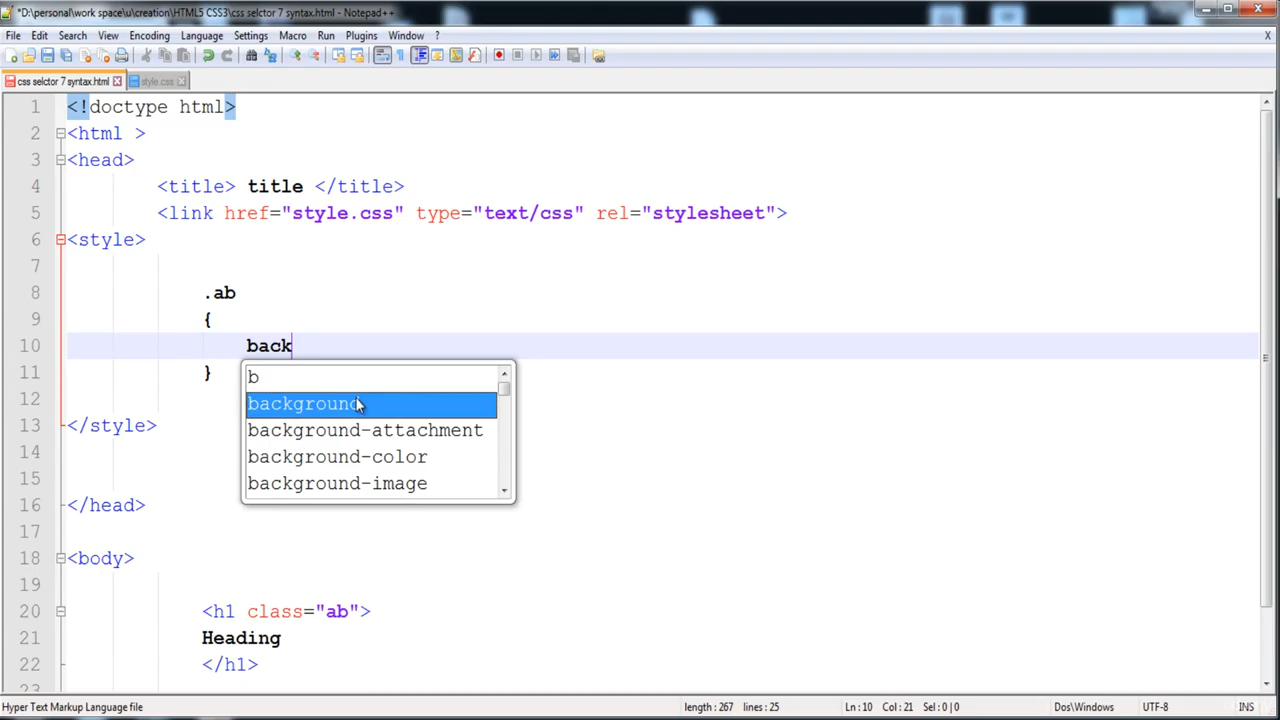 *D:\personal\work space\u\creation\HTML5 CSS3\css selctor 7 syntax.html - Notepad++
File Edit Search View Encoding Language Settings Macro Run Plugins Window ? X
css selctor 7 syntax.html style.css
1 <!doctype html>
2 <html >
3 <head>
4 <title> title </title>
5 <link href="style.css" type="text/css" rel="stylesheet">
6 <style>
7
8 .ab
9 {
10 back
11 }
b
background
12
background-attachment
13 </style>
background-color
14
background-image
15
16 </head>
17
18 <body>
19
20 <h1 class="ab">
21 Heading
22 </h1>
23
Hyper Text Markup Language file length : 267 lines : 25 Ln : 10 Col : 21 Sel : 0 | 0 Dos\Windows UTF-8 INS